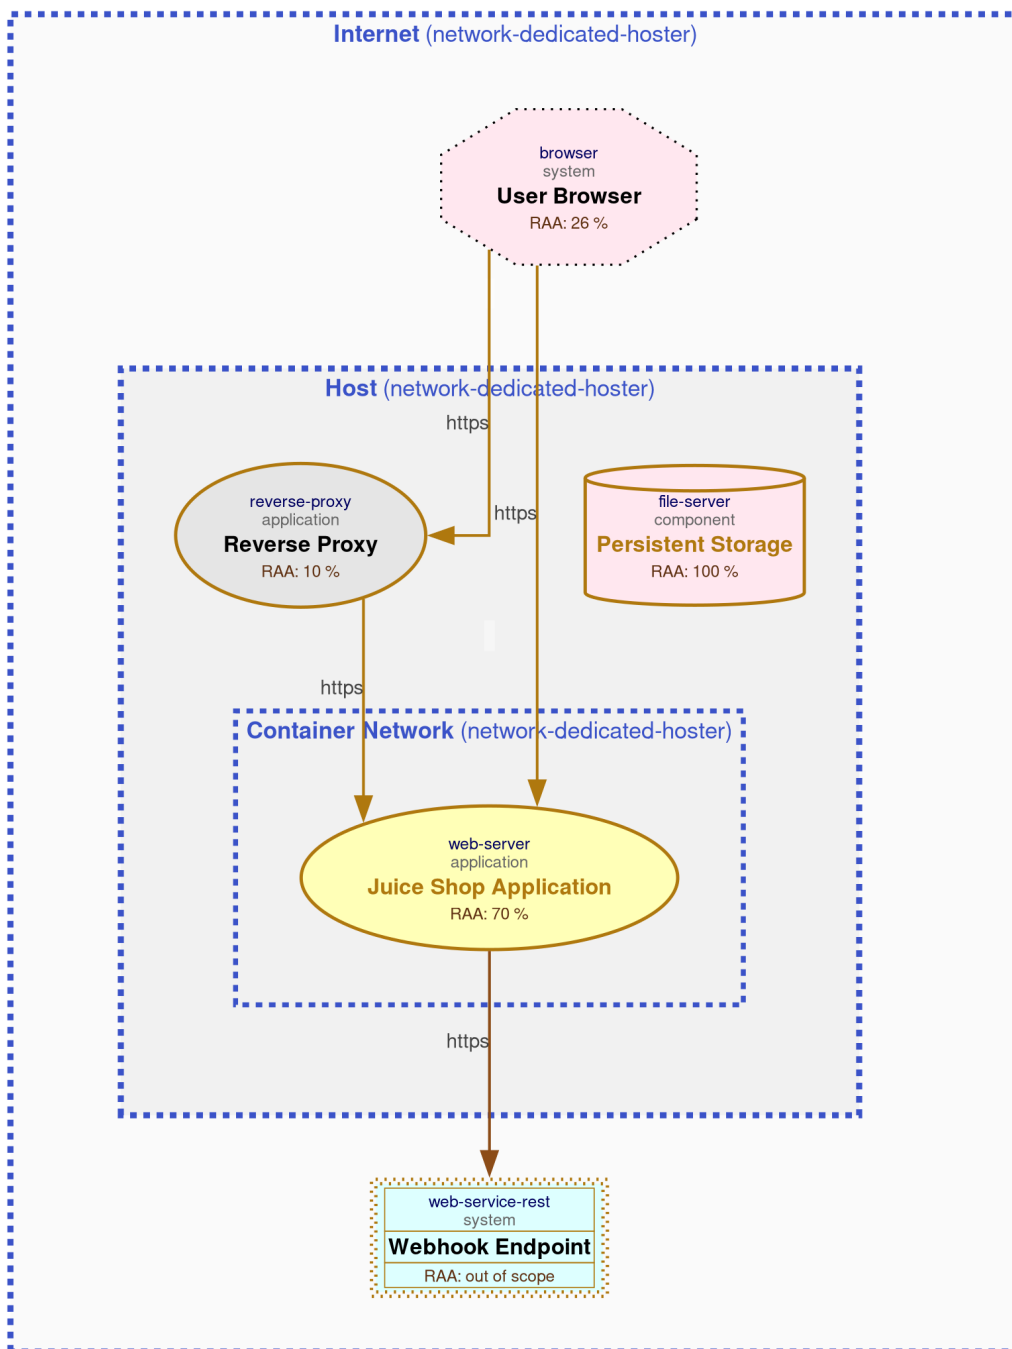 Internet (network-dedicated-hoster)
browser
system
User Browser
RAA: 26 %
Host (network-dedicated-hoster)
https
reverse-proxy
application
Reverse Proxy
RAA: 10 %
https
file-server
component
Persistent Storage
RAA: 100 %
https
Container Network (network-dedicated-hoster)
web-server
application
Juice Shop Application
RAA: 70 %
https
web-service-rest
system
Webhook Endpoint
RAA: out of scope